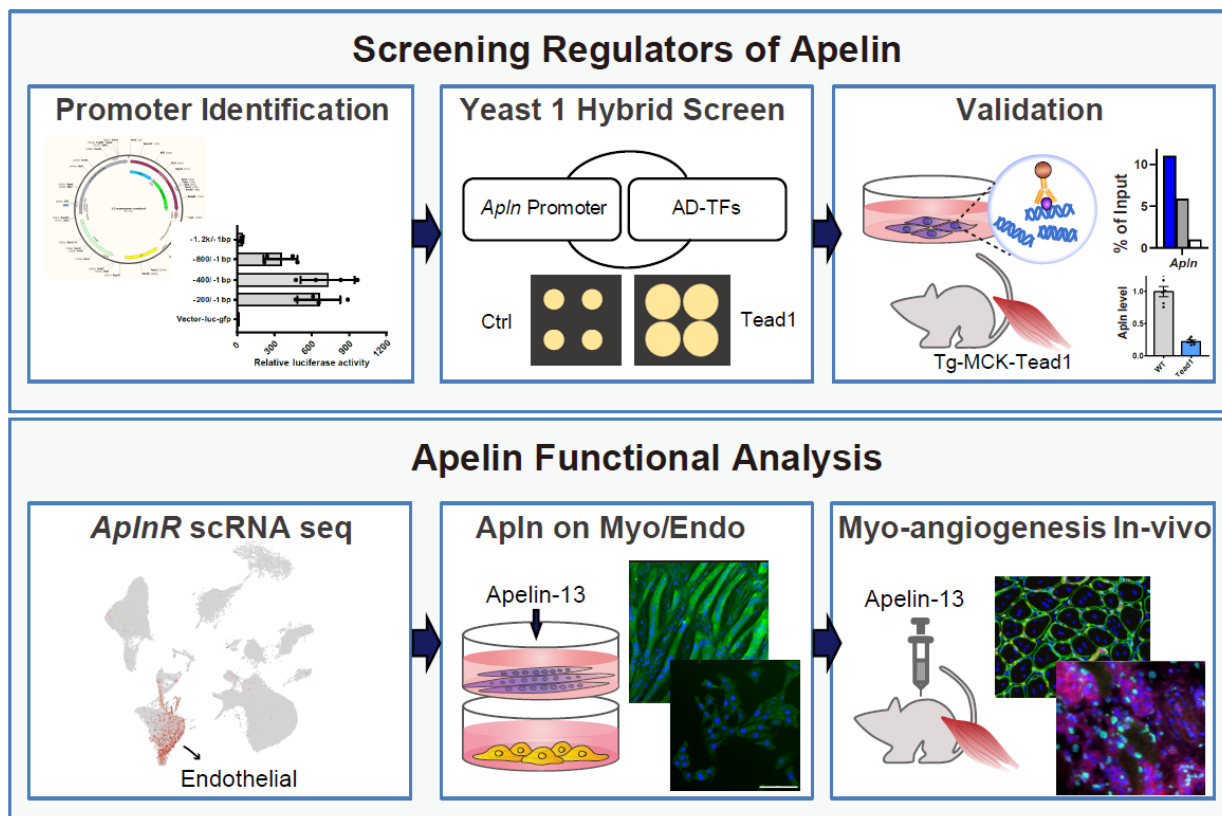 Screening Regulators of Apelin
Promoter Identification
-1.2k/-1bp
-800/-1 bp
-400/-1 bp
-200/-1 bp
Vector-luc-gfp
0
300
600
900
1200
Relative luciferase activity
Yeast 1 Hybrid Screen
Apln Promoter
AD-TFs
Ctrl
Tead1
Validation
% of Input
10
5
0
Apln
Tg-MCK-Tead1
Apln level
1.0
0.5
0.0
WT
Tead1
Apelin Functional Analysis
AplnR scRNA seq
Endothelial
Apln on Myo/Endo
Apelin-13
Myo-angiogenesis In-vivo
Apelin-13